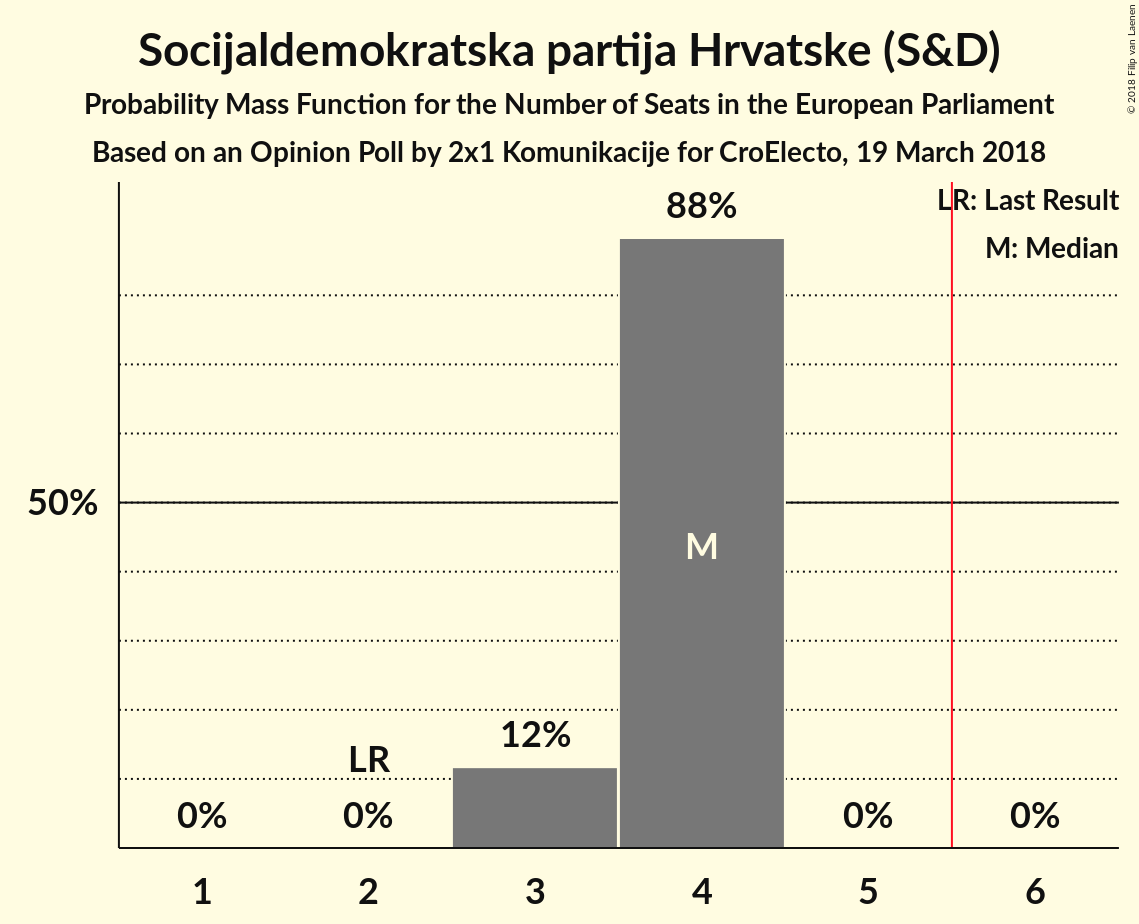 Socijaldemokratska partija Hrvatske (S&D)
Probability Mass Function for the Number of Seats in the European Parliament
Based on an Opinion Poll by 2x1 Komunikacije for CroElecto, 19 March 2018
© 2018 Filip van Laenen
LR: Last Result
M: Median
88%
50%
M
12%
LR
0%
0%
0%
0%
1
2
3
4
5
6